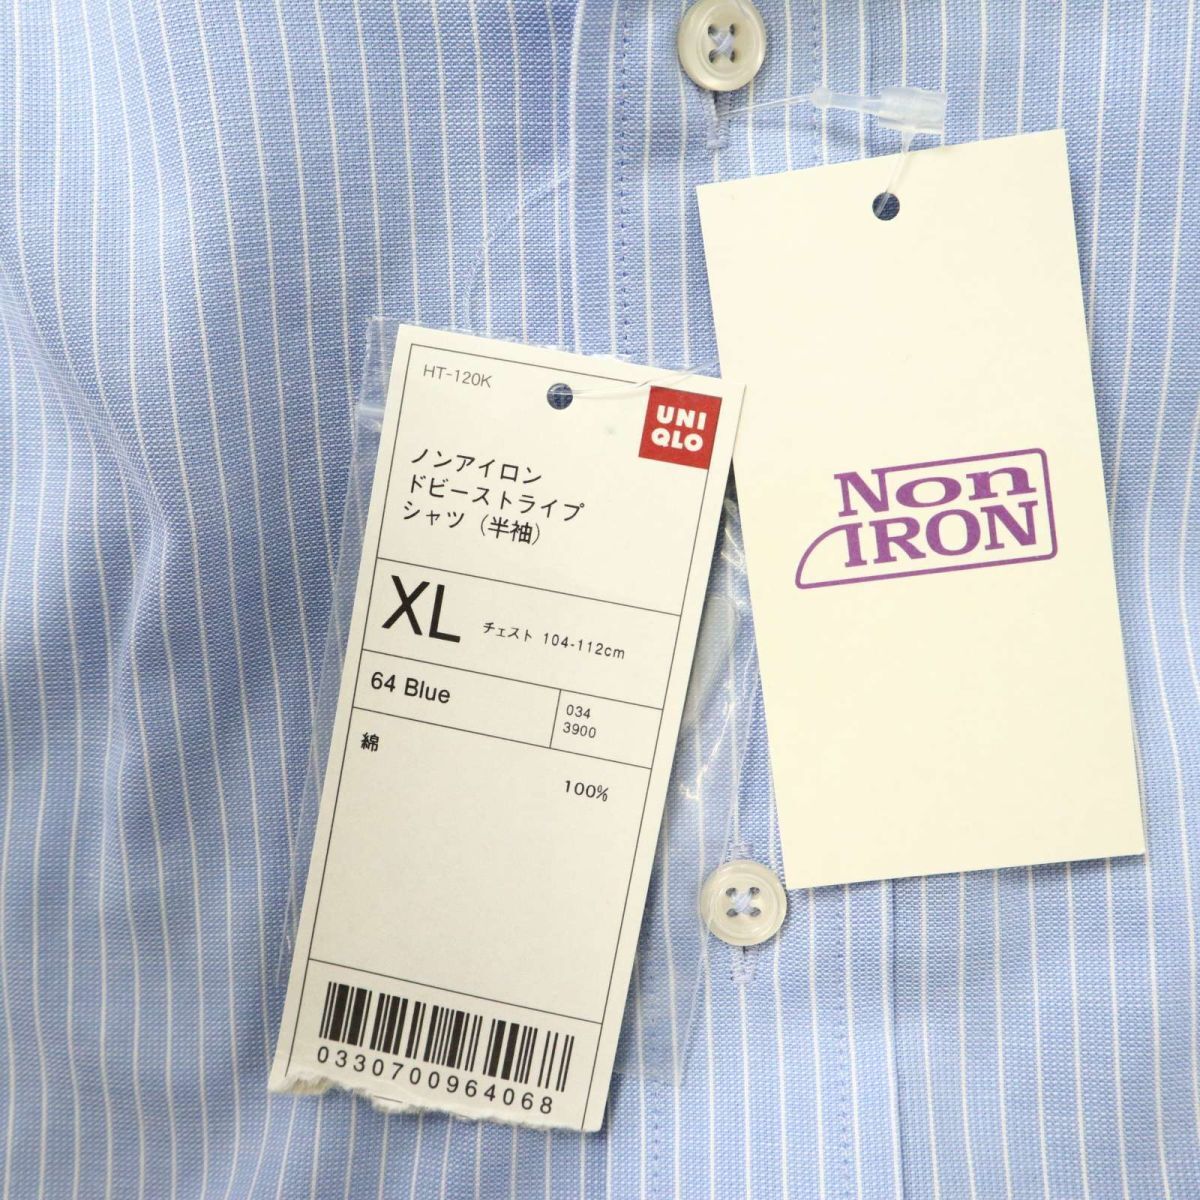 HT-120K
UNI
QLO
ノンアイロン
ドビーストライプ
シャツ（半袖）
XL チェスト 104-112cm
64 Blue
034
3900
綿
100%
0330700964068
Non
IRON